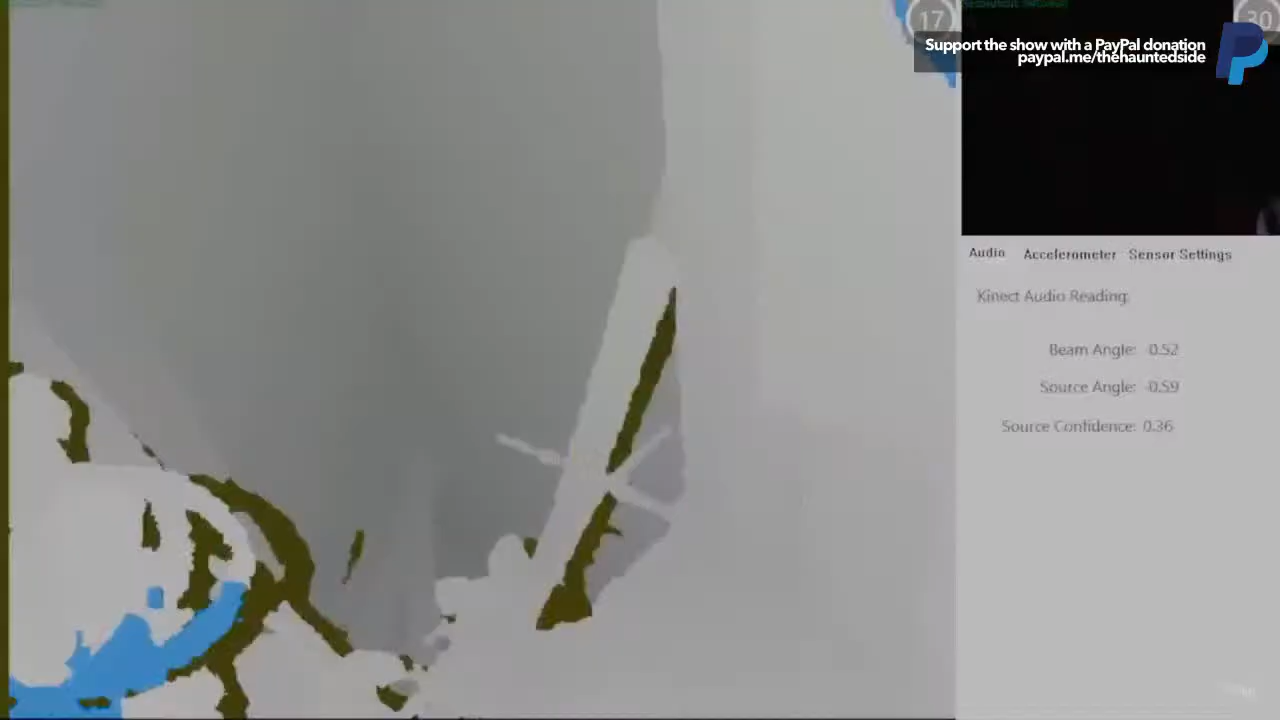 17
30
Support the show with a PayPal donation
paypal.me/thehauntedside
Audio Accelerometer Sensor Settings
Kinect Audio Reading:
Beam Angle: -0.52
Source Angle: -0.59
Source Confidence: 0.36